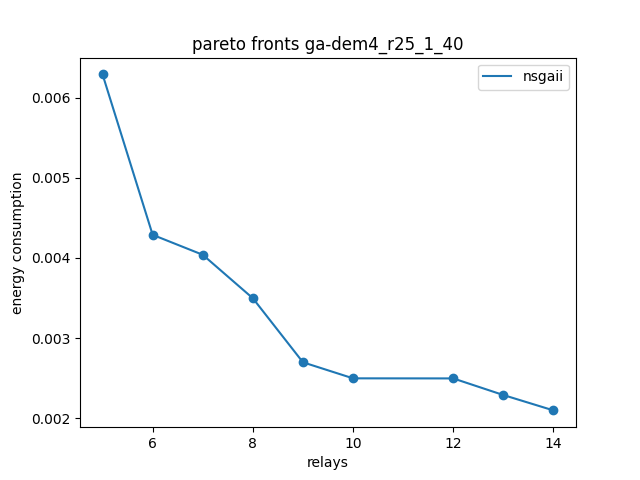 pareto fronts ga-dem4_r25_1_40
nsgaii
0.006
0.005
0.004
0.003
0.002
energy consumption
6 8 10 12 14
relays